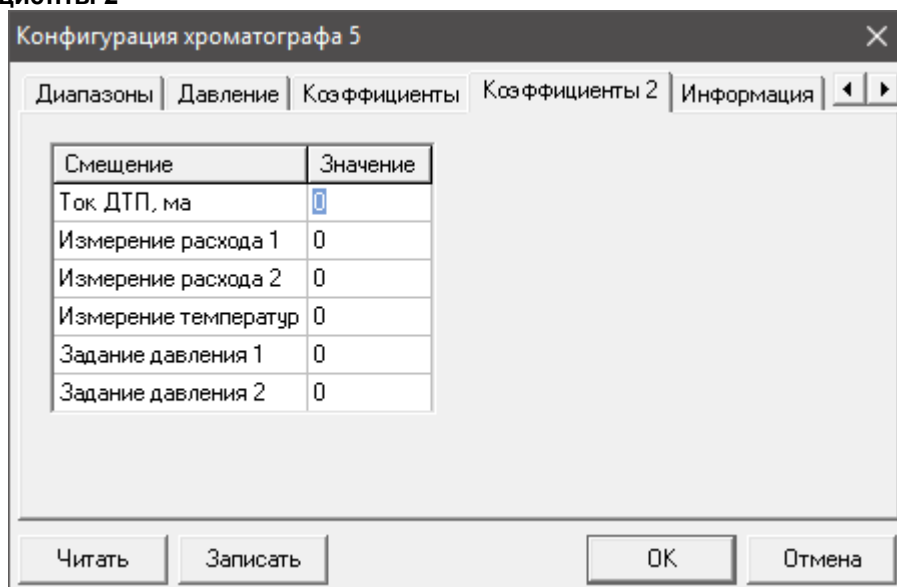 Конфигурация хроматографа 5
Диапазоны Давление Коэффициенты Коэффициенты 2 Информация
Смещение Значение
Ток ДТП, ма 0
Измерение расхода 1 0
Измерение расхода 2 0
Измерение температур 0
Задание давления 1 0
Задание давления 2 0
Читать Записать OK Отмена